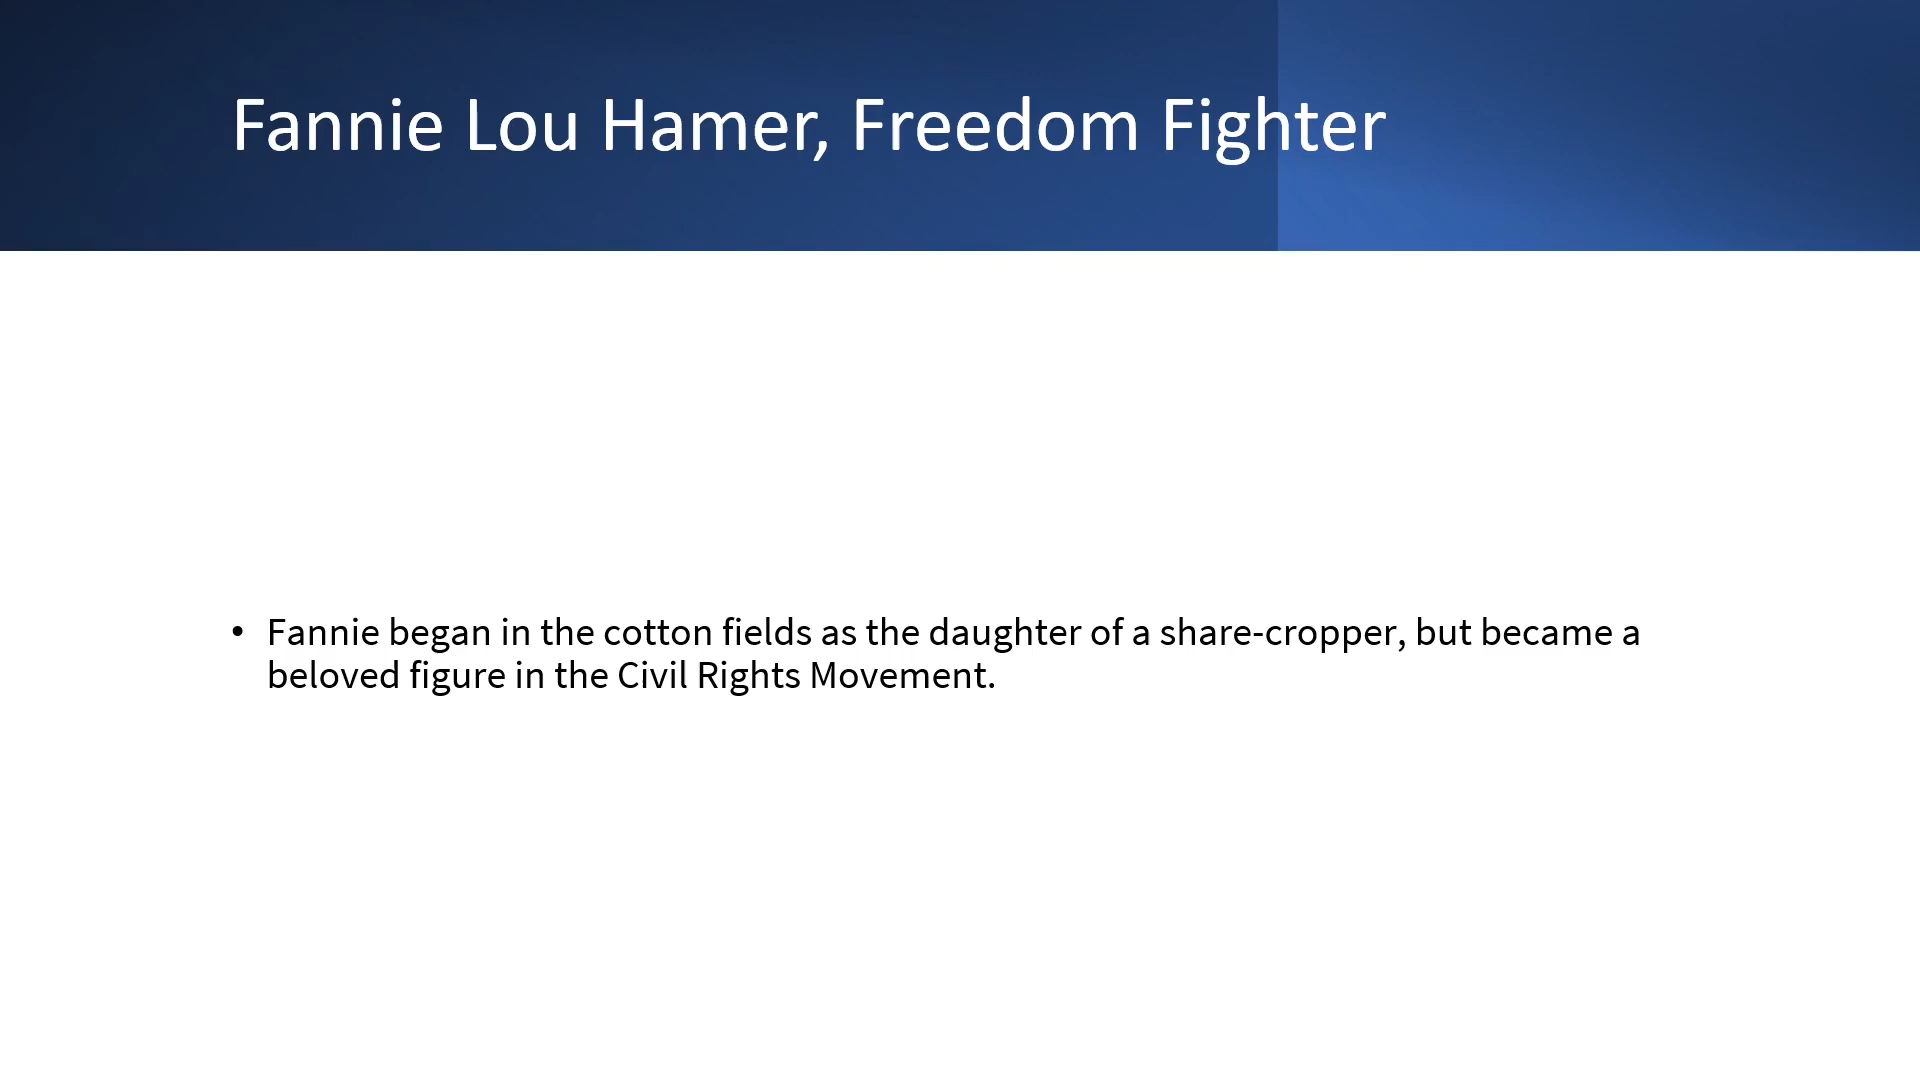 Fannie Lou Hamer, Freedom Fighter
• Fannie began in the cotton fields as the daughter of a share-cropper, but became a
beloved figure in the Civil Rights Movement.